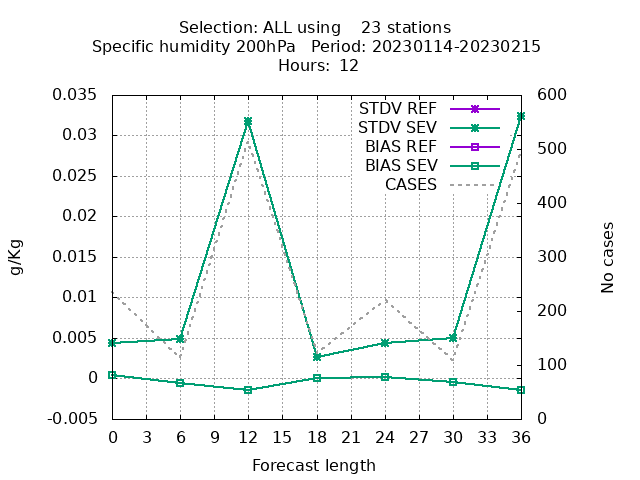 Selection: ALL using    23 stations
Specific humidity 200hPa   Period: 20230114-20230215
Hours:  12
STDV REF
STDV SEV
BIAS REF
BIAS SEV
CASES
0.035
0.03
0.025
0.02
0.015
0.01
0.005
0
-0.005
g/Kg
600
500
400
300
200
100
0
No cases
0 3 6 9 12 15 18 21 24 27 30 33 36
Forecast length